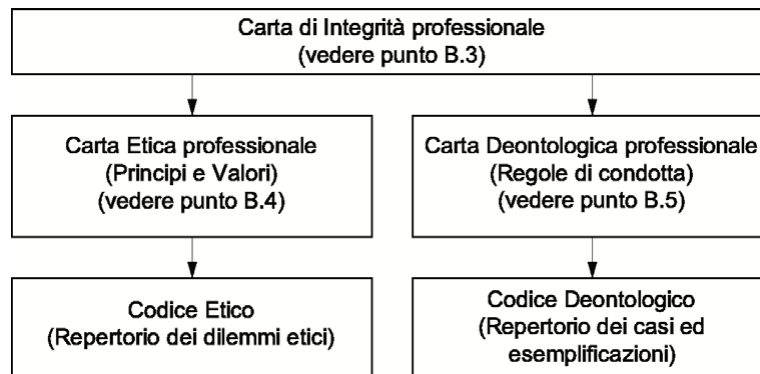 Carta di Integrità professionale
(vedere punto B.3)
Carta Etica professionale
(Principi e Valori)
(vedere punto B.4)
Carta Deontologica professionale
(Regole di condotta)
(vedere punto B.5)
Codice Etico
(Repertorio dei dilemmi etici)
Codice Deontologico
(Repertorio dei casi ed
esemplificazioni)